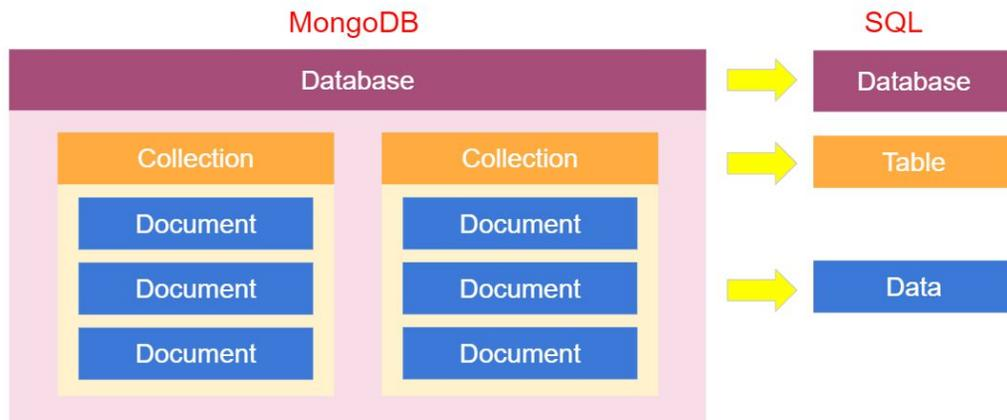 MongoDB
SQL
Database
Database
Collection
Collection
Table
Document
Document
Document
Document
Data
Document
Document